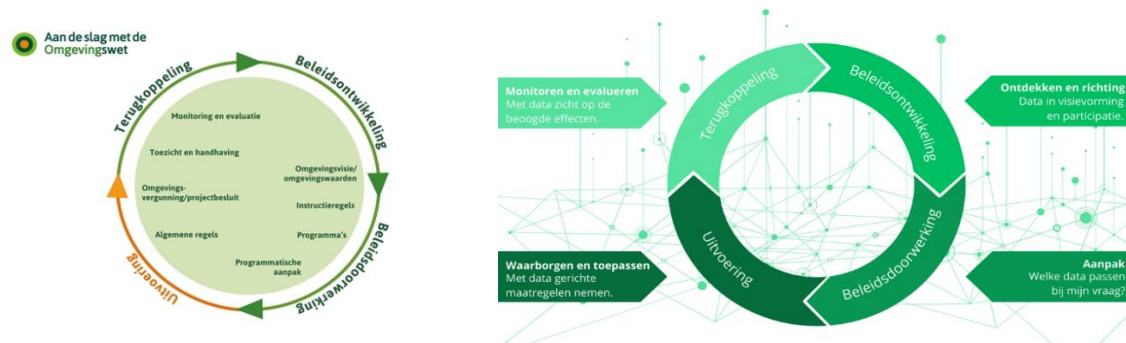 Aan de slag met de
Omgevingswet
Terugkoppeling
Beleidsontwikkeling
Monitoring en evaluatie
Toezicht en handhaving
Omgevingsvisie/
omgevingswaarden
Omgevings-
vergunning/projectbesluit
Instructieregels
Algemene regels
Programma's
Programmatische
aanpak
Uitvoering
Beleidsdoorwerking
Monitoren en evalueren
Met data zicht op de
beoogde effecten.
Terugkoppeling
Beleidsontwikkeling
Ontdekken en richting
Data in visievorming
en participatie.
Waarborgen en toepassen
Met data gerichte
maatregelen nemen.
Uitvoering
Beleidsdoorwerking
Aanpak
Welke data passen
bij mijn vraag?